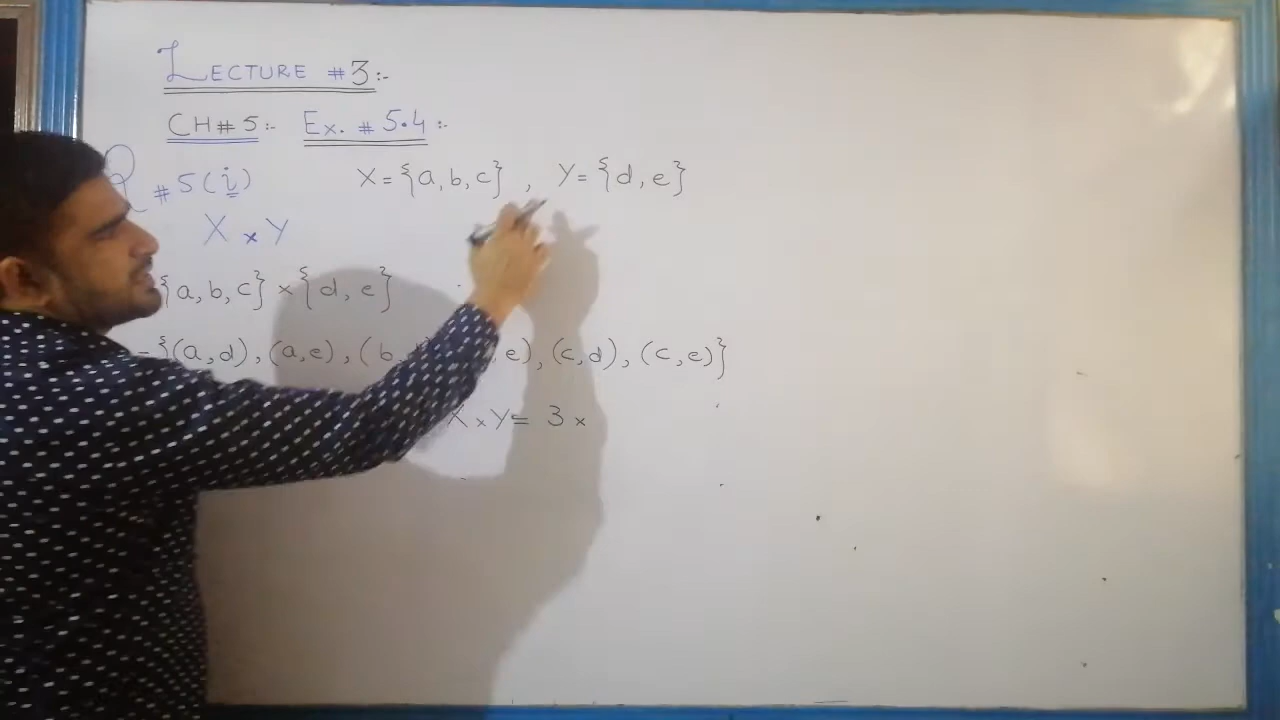 LECTURE #3:-
CH#5:- Ex. #5.4:-
Q#5(i) X={a,b,c}, Y={d,e}
X×Y
{a,b,c}×{d,e}
={(a,d),(a,e),(b, e),(c,d),(c,e)}
X×Y= 3×